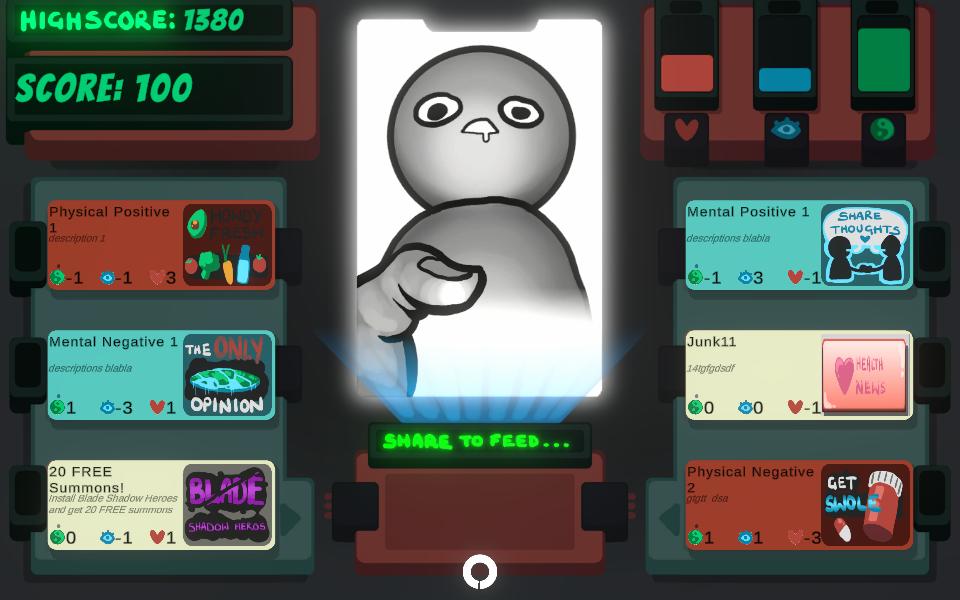 HIGHSCORE: 1380
SCORE: 100
Physical Positive
1
description 1
-1 -1 3
HOWDY
FRESH
Mental Negative 1
descriptions blabla
1 -3 1
THE ONLY
OPINION
20 FREE
Summons!
Install Blade Shadow Heroes
and get 20 FREE summons
0 -1 1
BLADE
SHADOW HEROS
SHARE TO FEED...
Mental Positive 1
descriptions blabla
-1 3 -1
SHARE
THOUGHTS
Junk11
14tgfgdsdf
0 0 -1
HEALTH
NEWS
Physical Negative
2
gtgtt dsa
1 1 -3
GET
SWOLE